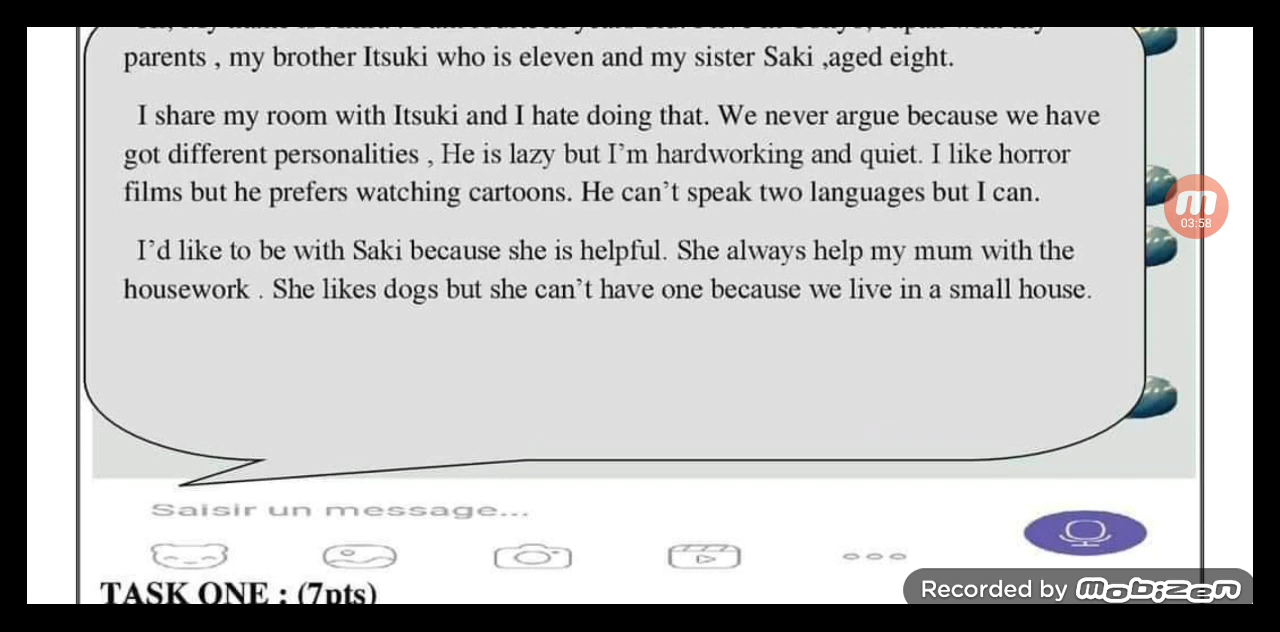 parents , my brother Itsuki who is eleven and my sister Saki ,aged eight.
I share my room with Itsuki and I hate doing that. We never argue because we have
got different personalities , He is lazy but I’m hardworking and quiet. I like horror
films but he prefers watching cartoons. He can’t speak two languages but I can.
I’d like to be with Saki because she is helpful. She always help my mum with the
housework . She likes dogs but she can’t have one because we live in a small house.
03:58
Saisir un message...
TASK ONE : (7pts)
Recorded by Mobizen